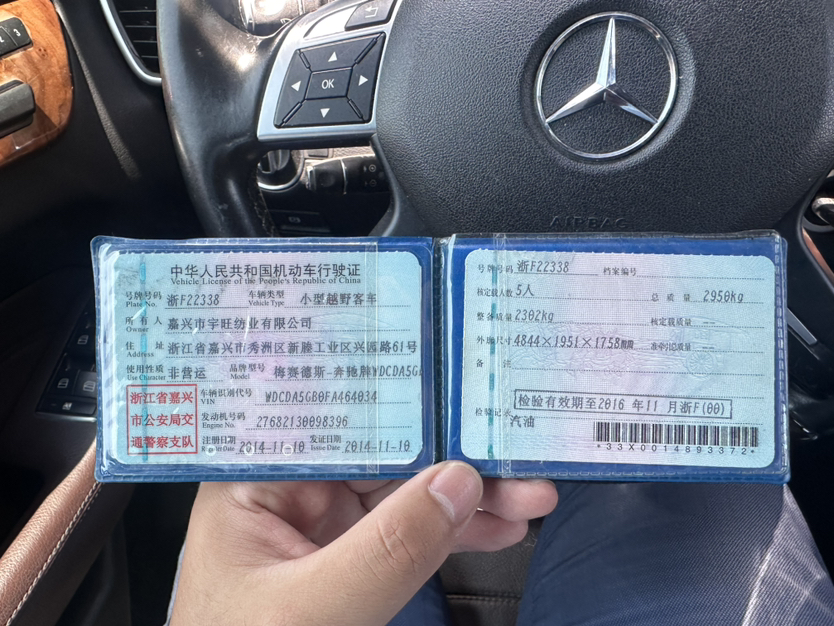 OK
AIRBAG
中华人民共和国机动车行驶证
Vehicle License of the People's Republic of China
号牌号码 浙F22338 车辆类型 小型越野客车
Plate No. Vehicle Type
所有人 嘉兴市宇旺纺业有限公司
Owner
住址 浙江省嘉兴市秀洲区新塍工业区兴园路61号
Address
使用性质 非营运 品牌型号 梅赛德斯-奔驰牌WDCDA5G
Use Character Model
浙江省嘉兴
市公安局交
通警察支队
车辆识别代号 WDCDA5GB0FA464034
VIN
发动机号码 27682130098396
Engine No.
注册日期 2014-11-10 发证日期 2014-11-10
Register Date Issue Date
号牌号码 浙F22338 档案编号
核定载人数 5人 总质量 2950kg
整备质量 2302kg 核定载质量 --
外廓尺寸 4844×1951×1758 准牵引总质量 --
备注
检验有效期至2016年11月浙F(00)
检验记录
汽油
*33X0014893372*